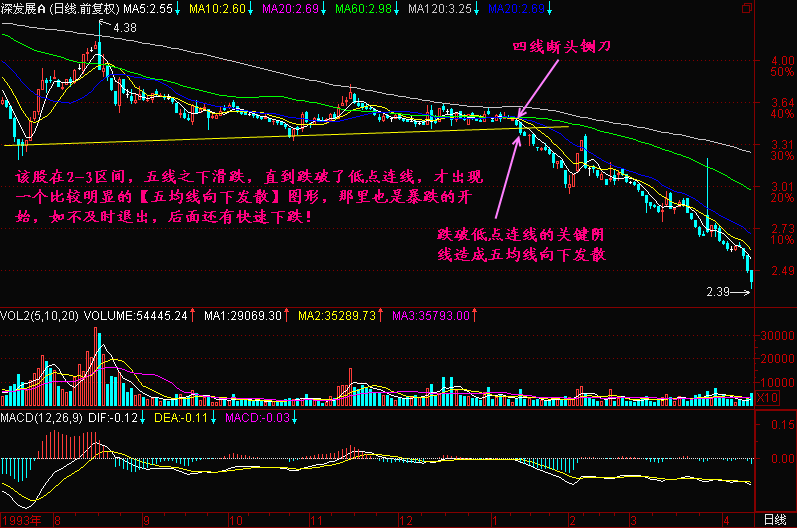 深发展A (日线.前复权) MA5:2.55↓ MA10:2.60↓ MA20:2.69↓ MA60:2.98↓ MA120:3.25↓ MA20:2.69↓
4.38
四线断头铡刀
4.00
50%
3.64
40%
3.31
30%
该股在2-3区间，五线之下滑跌，直到跌破了低点连线，才出现
一个比较明显的【五均线向下发散】图形，那里也是暴跌的开
始，如不及时退出，后面还有快速下跌！
3.01
20%
2.73
10%
跌破低点连线的关键阴
线造成五均线向下发散
2.49
2.39
VOL2(5,10,20) VOLUME:54445.24↑ MA1:29069.30↑ MA2:35289.73↑ MA3:35793.00↑
30000
20000
10000
X10
MACD(12,26,9) DIF:-0.12↓ DEA:-0.11↓ MACD:-0.03↓
0.15
0.00
1993年 8 9 10 11 12 1 2 3 4 日线